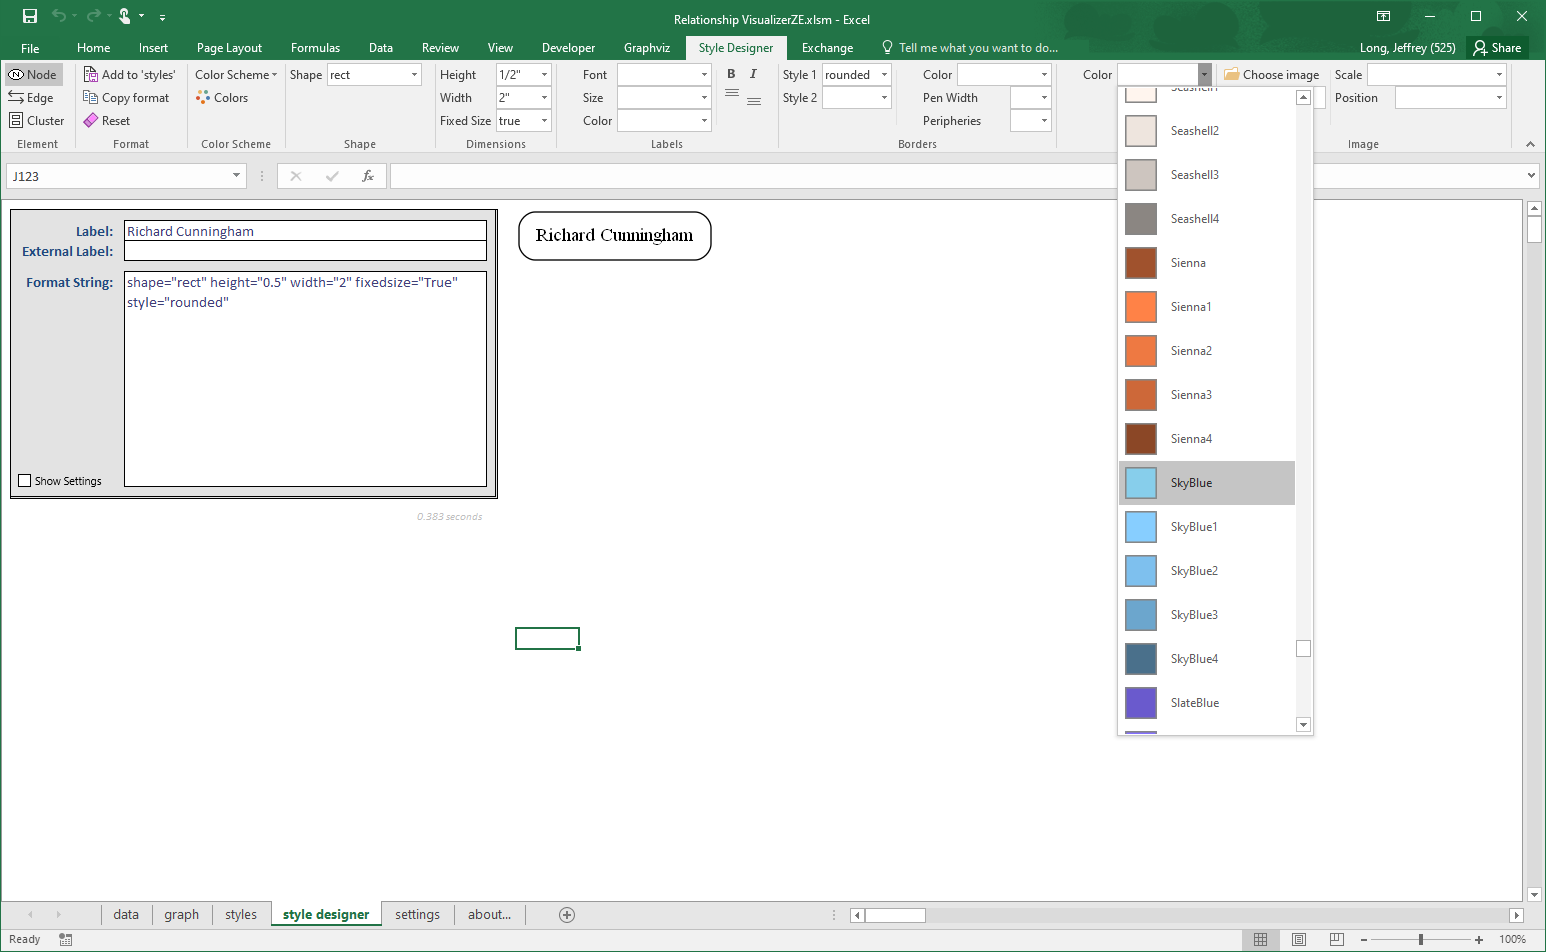 Relationship VisualizerZE.xlsm - Excel
File Home Insert Page Layout Formulas Data Review View Developer Graphviz Style Designer Exchange Tell me what you want to do... Long, Jeffrey (525) Share
Node Add to 'styles' Color Scheme Shape rect Height 1/2" Font B I Style 1 rounded Color Color Choose image Scale
Edge Copy format Colors Width 2" Size Style 2 Pen Width Position
Cluster Reset Fixed Size true Color Peripheries
Element Format Color Scheme Shape Dimensions Labels Borders Image
J123 fx
Label: Richard Cunningham
External Label:
Format String: shape="rect" height="0.5" width="2" fixedsize="True"
style="rounded"
Show Settings
0.383 seconds
Richard Cunningham
Seashell1
Seashell2
Seashell3
Seashell4
Sienna
Sienna1
Sienna2
Sienna3
Sienna4
SkyBlue
SkyBlue1
SkyBlue2
SkyBlue3
SkyBlue4
SlateBlue
data graph styles style designer settings about...
Ready 100%